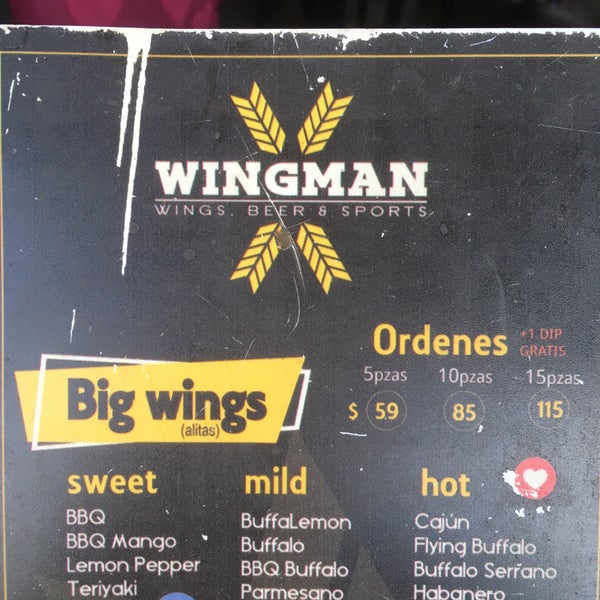 WINGMAN
WINGS, BEER & SPORTS
Ordenes +1 DIP GRATIS
5pzas 10pzas 15pzas
$ 59 85 115
Big wings
(alitas)
sweet
BBQ
BBQ Mango
Lemon Pepper
Teriyaki
mild
BuffaLemon
Buffalo
BBQ Buffalo
Parmesano
hot
Cajún
Flying Buffalo
Buffalo Serrano
Habanero